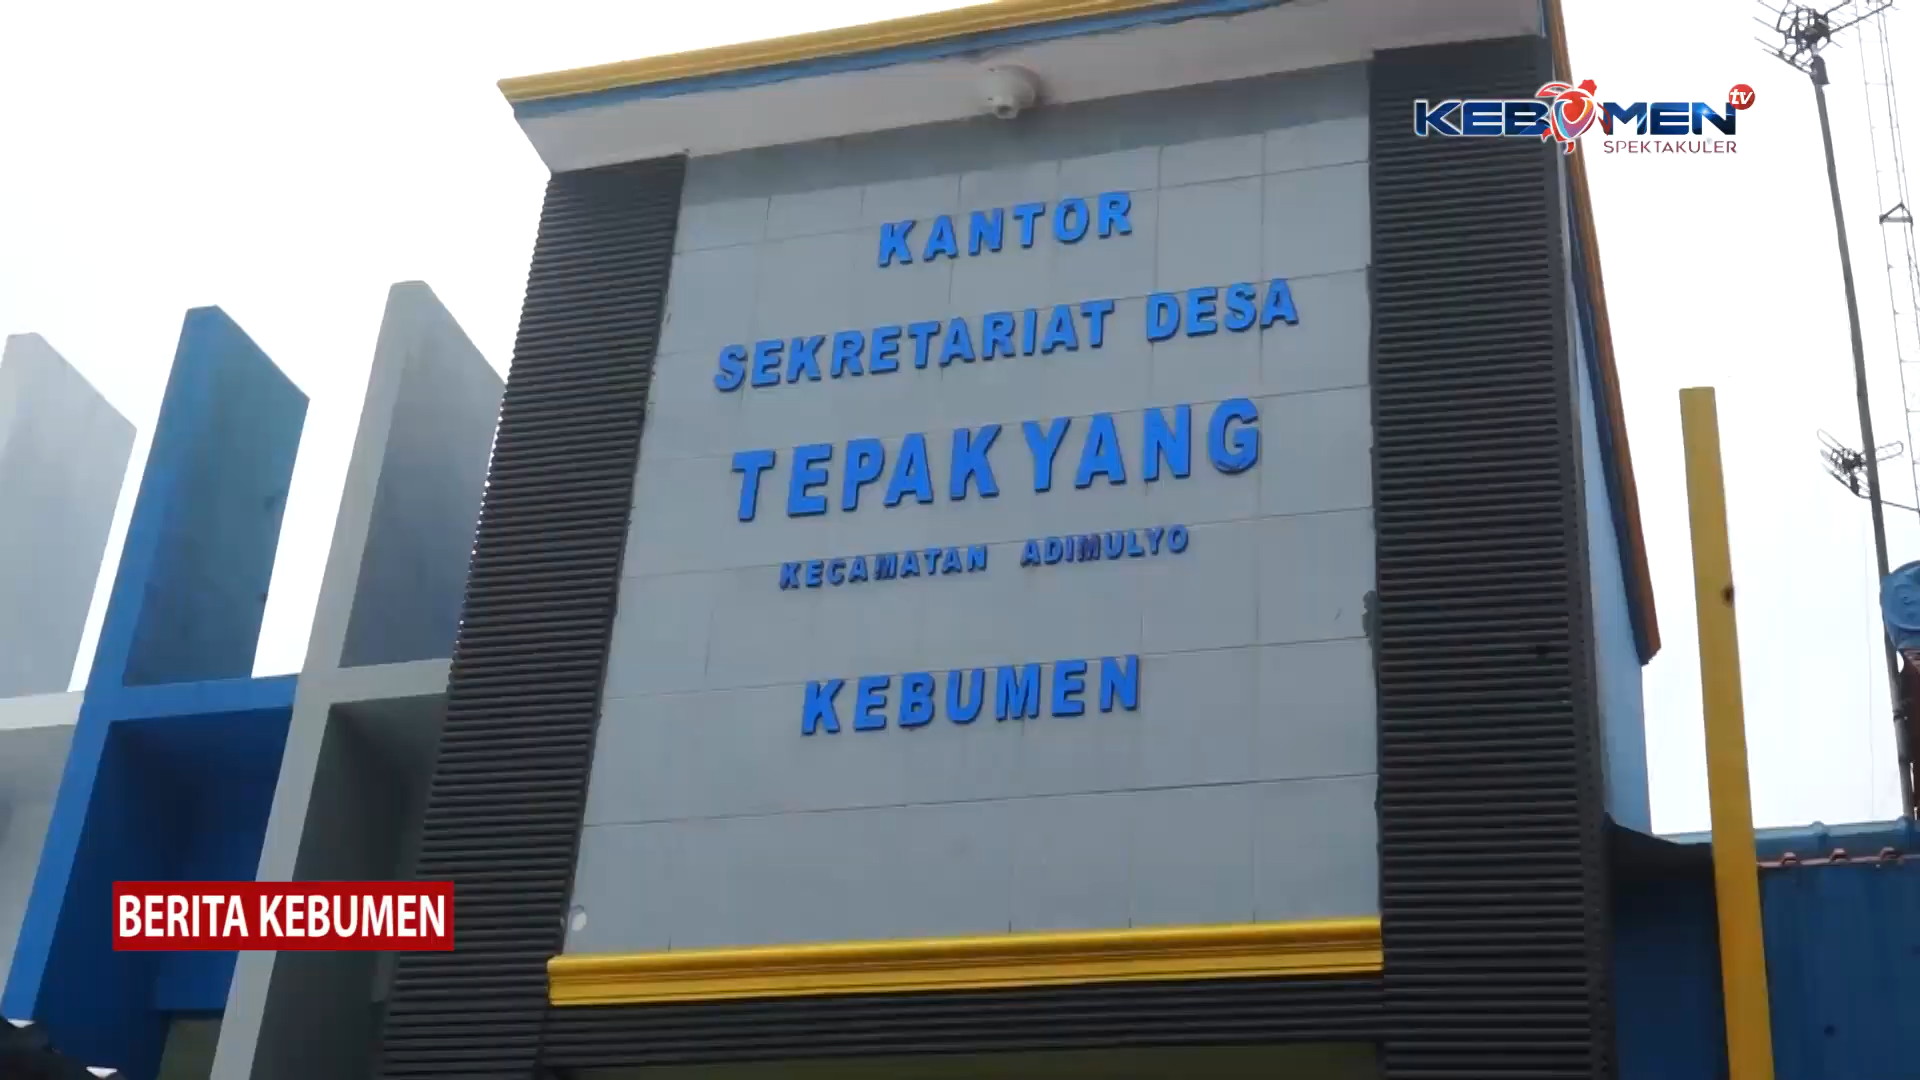 KEBUMEN tv
SPEKTAKULER
KANTOR
SEKRETARIAT DESA
TEPAKYANG
KECAMATAN ADIMULYO
KEBUMEN
BERITA KEBUMEN